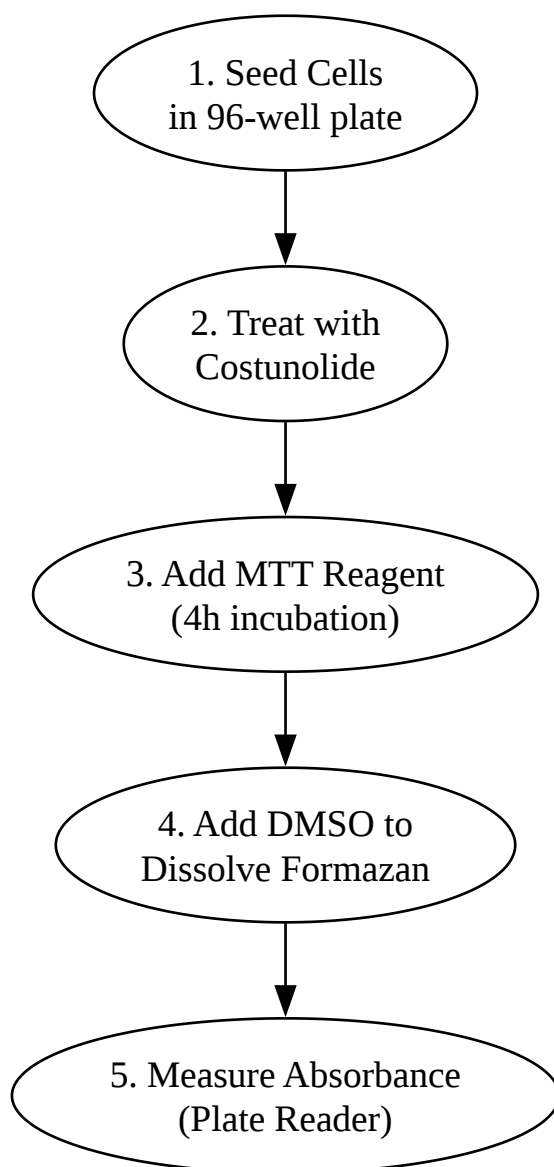 1. Seed Cells
in 96-well plate
2. Treat with
Costunolide
3. Add MTT Reagent
(4h incubation)
4. Add DMSO to
Dissolve Formazan
5. Measure Absorbance
(Plate Reader)